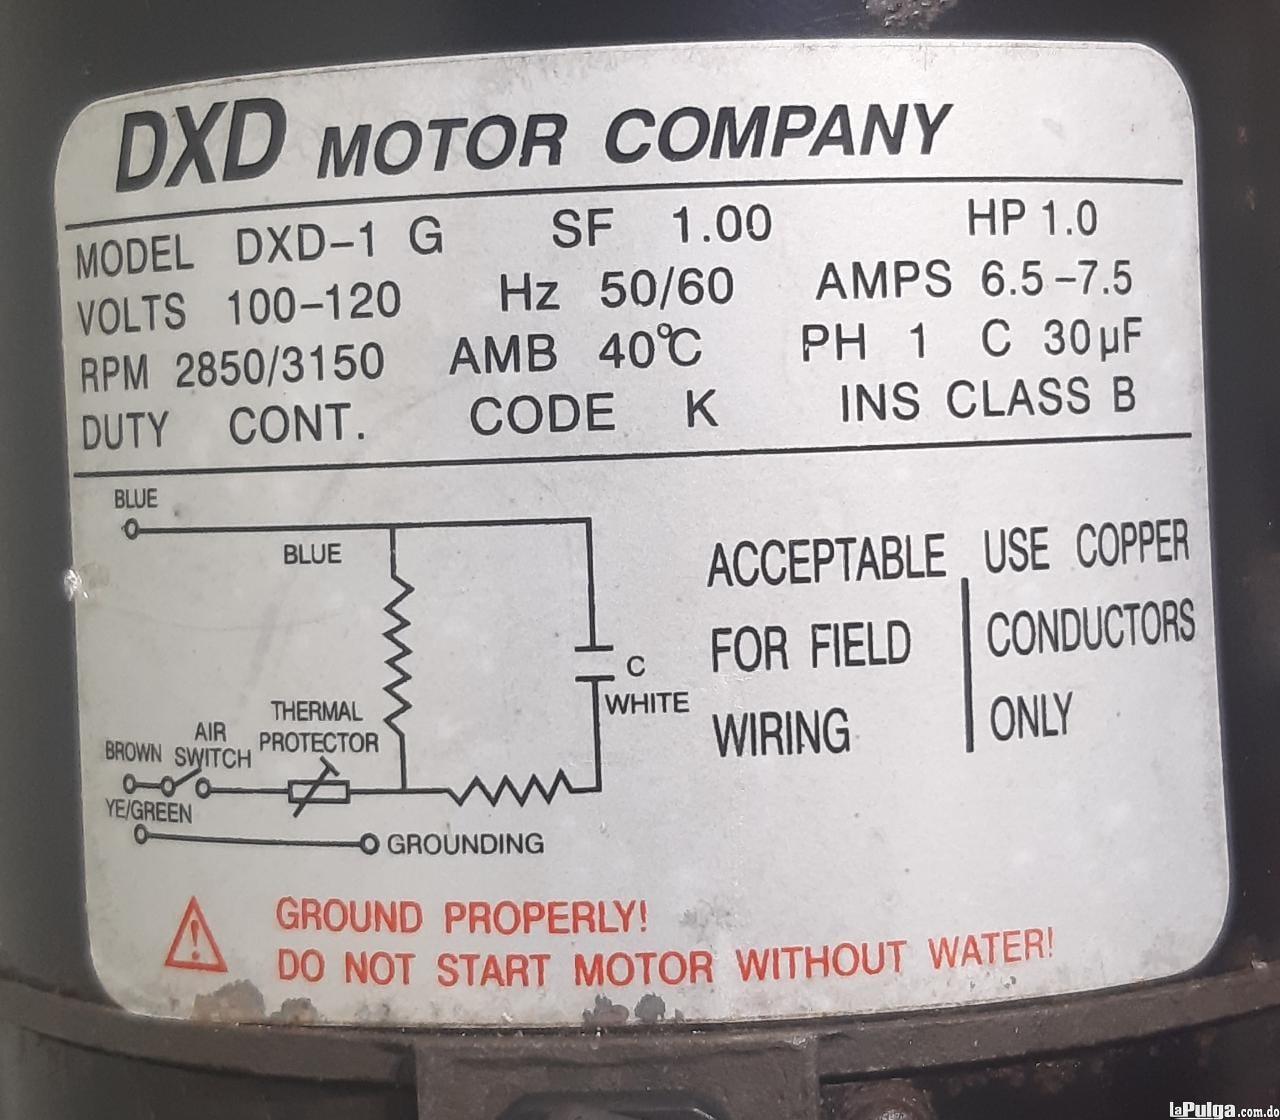 DXD MOTOR COMPANY
MODEL DXD-1 G SF 1.00 HP 1.0
VOLTS 100-120 Hz 50/60 AMPS 6.5-7.5
RPM 2850/3150 AMB 40°C PH 1 C 30µF
DUTY CONT. CODE K INS CLASS B
BLUE
BLUE
C
WHITE
THERMAL
PROTECTOR
AIR
SWITCH
BROWN
YE/GREEN
GROUNDING
ACCEPTABLE
FOR FIELD
WIRING
USE COPPER
CONDUCTORS
ONLY
GROUND PROPERLY!
DO NOT START MOTOR WITHOUT WATER!
laPulga.com.do